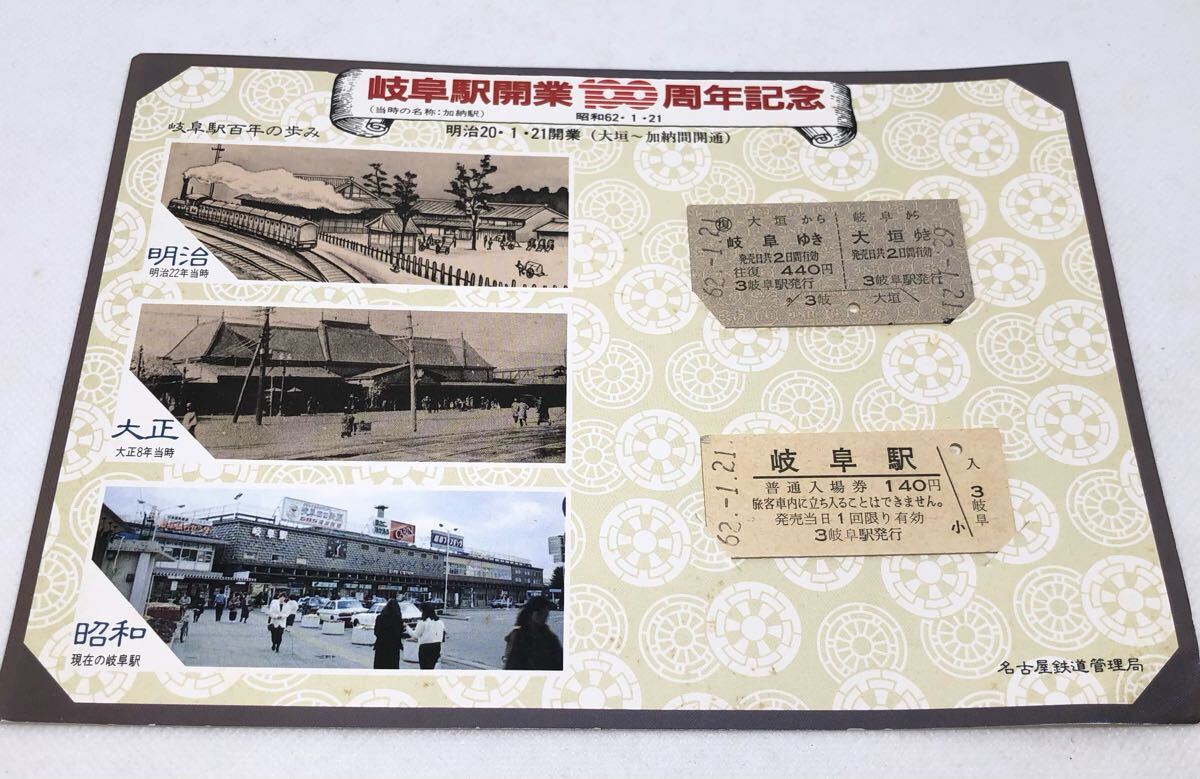 岐阜駅開業100周年記念
(当時の名称:加納駅)
昭和62・1・21
明治20・1・21開業 (大垣〜加納間開通)
岐阜駅百年の歩み
明治
明治22年当時
大正
大正8年当時
岐阜駅
昭和
現在の岐阜駅
62.-1.21
復
大垣から
岐阜ゆき
発売日共2日間有効
往復 440円
3岐阜駅発行
岐阜から
大垣ゆき
発売日共2日間有効
3岐阜駅発行
3岐
大垣
62.-1.21.
岐阜駅
普通入場券 140円
旅客車内に立ち入ることはできません。
発売当日1回限り有効
3岐阜駅発行
入
3岐阜
小
名古屋鉄道管理局